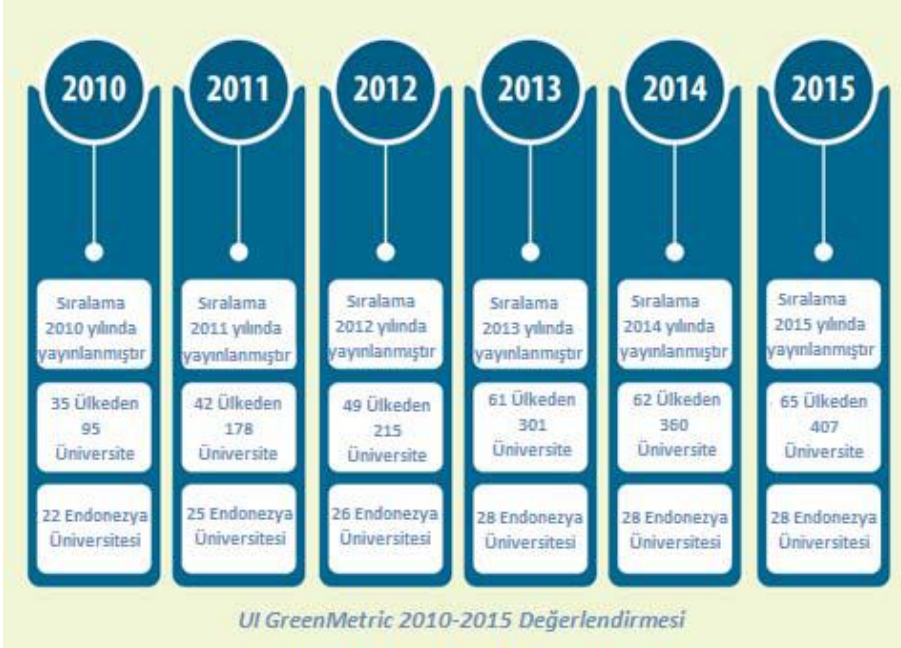 2010
Sıralama
2010 yılında
yayınlanmıştır
35 Ülkeden
95
Üniversite
22 Endonezya
Üniversitesi
2011
Sıralama
2011 yılında
yayınlanmıştır
42 Ülkeden
178
Üniversite
25 Endonezya
Üniversitesi
2012
Sıralama
2012 yılında
yayınlanmıştır
49 Ülkeden
215
Üniversite
26 Endonezya
Üniversitesi
2013
Sıralama
2013 yılında
yayınlanmıştır
61 Ülkeden
301
Üniversite
28 Endonezya
Üniversitesi
2014
Sıralama
2014 yılında
yayınlanmıştır
62 Ülkeden
360
Üniversite
28 Endonezya
Üniversitesi
2015
Sıralama
2015 yılında
yayınlanmıştır
65 Ülkeden
407
Üniversite
28 Endonezya
Üniversitesi
UI GreenMetric 2010-2015 Değerlendirmesi